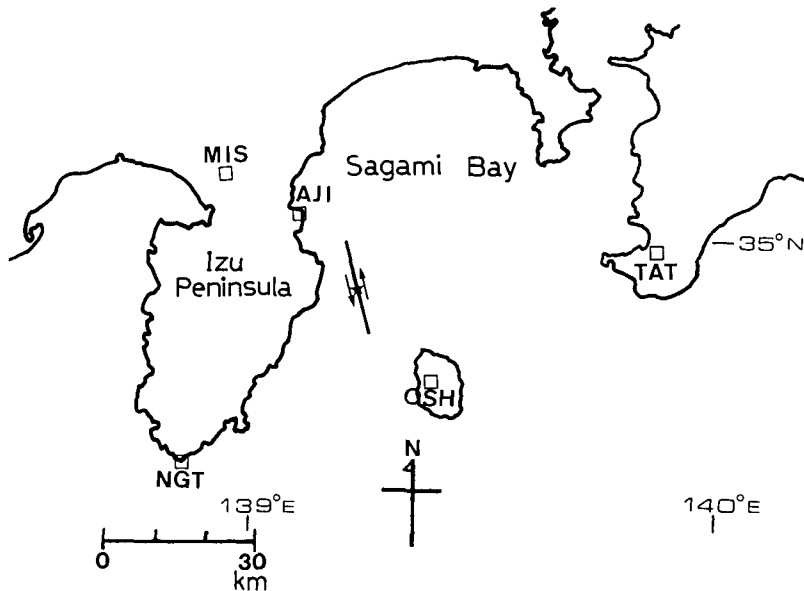 MIS
Sagami Bay
AJI
35°N
Izu
Peninsula
TAT
OSH
N
NGT
139°E
140°E
0 30
km